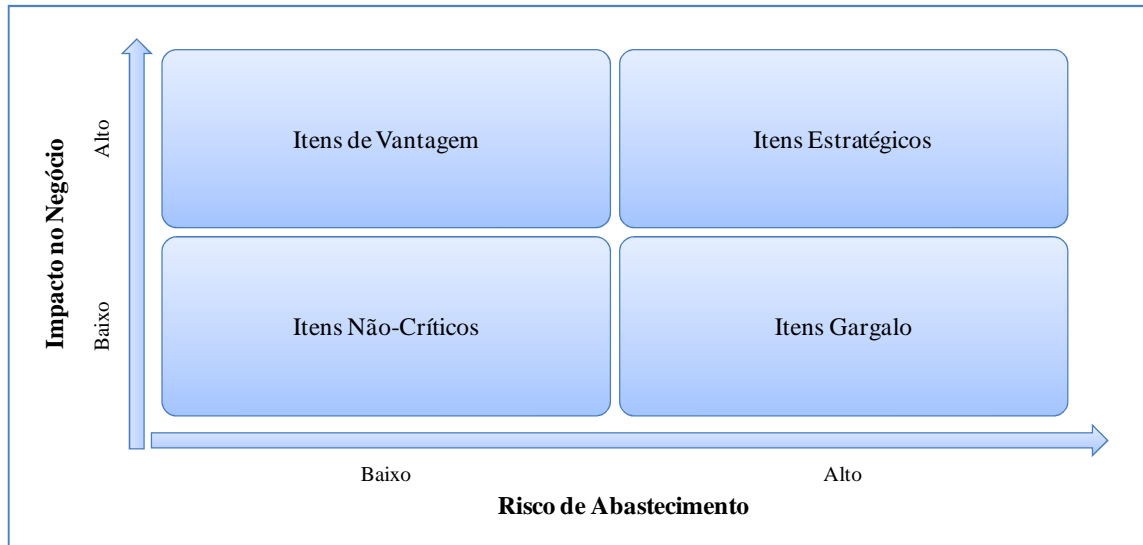 Impacto no Negócio
Alto
Baixo
Itens de Vantagem
Itens Estratégicos
Itens Não-Críticos
Itens Gargalo
Baixo
Alto
Risco de Abastecimento